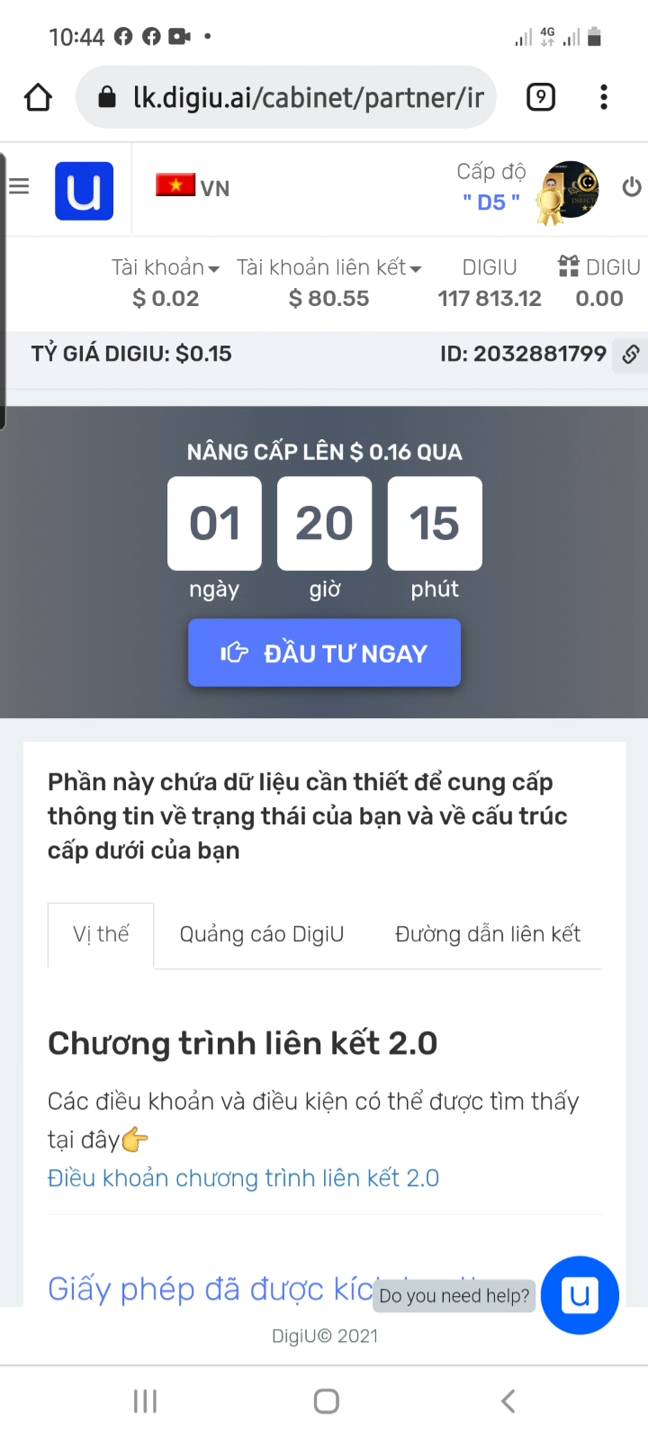 10:44
4G
lk.digiu.ai/cabinet/partner/ir
9
u
VN
Cấp độ
" D5 "
Tài khoản
$ 0.02
Tài khoản liên kết
$ 80.55
DIGIU
117 813.12
DIGIU
0.00
TỶ GIÁ DIGIU: $0.15
ID: 2032881799
NÂNG CẤP LÊN $ 0.16 QUA
01 20 15
ngày giờ phút
ĐẦU TƯ NGAY
Phần này chứa dữ liệu cần thiết để cung cấp
thông tin về trạng thái của bạn và về cấu trúc
cấp dưới của bạn
Vị thế
Quảng cáo DigiU
Đường dẫn liên kết
Chương trình liên kết 2.0
Các điều khoản và điều kiện có thể được tìm thấy
tại đây👉
Điều khoản chương trình liên kết 2.0
Giấy phép đã được
Do you need help?
u
DigiU© 2021